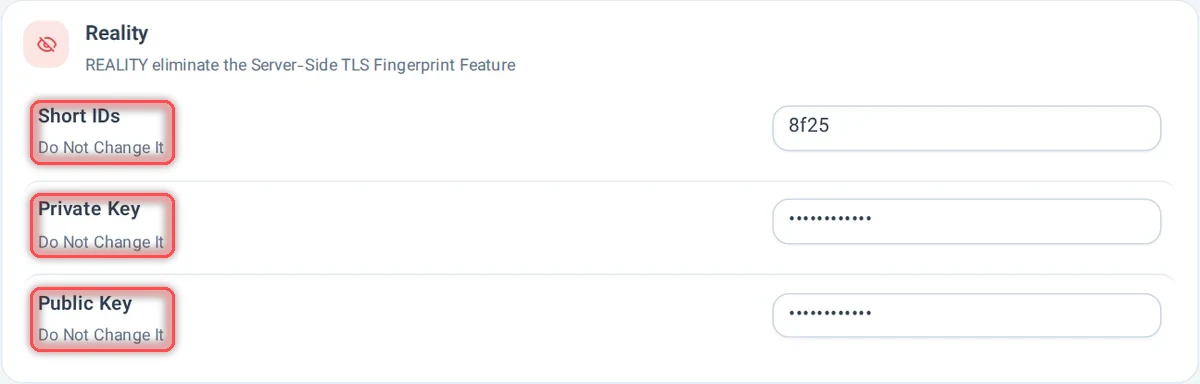 Reality
REALITY eliminate the Server-Side TLS Fingerprint Feature
Short IDs
Do Not Change It
8f25
Private Key
Do Not Change It
••••••••••••
Public Key
Do Not Change It
••••••••••••